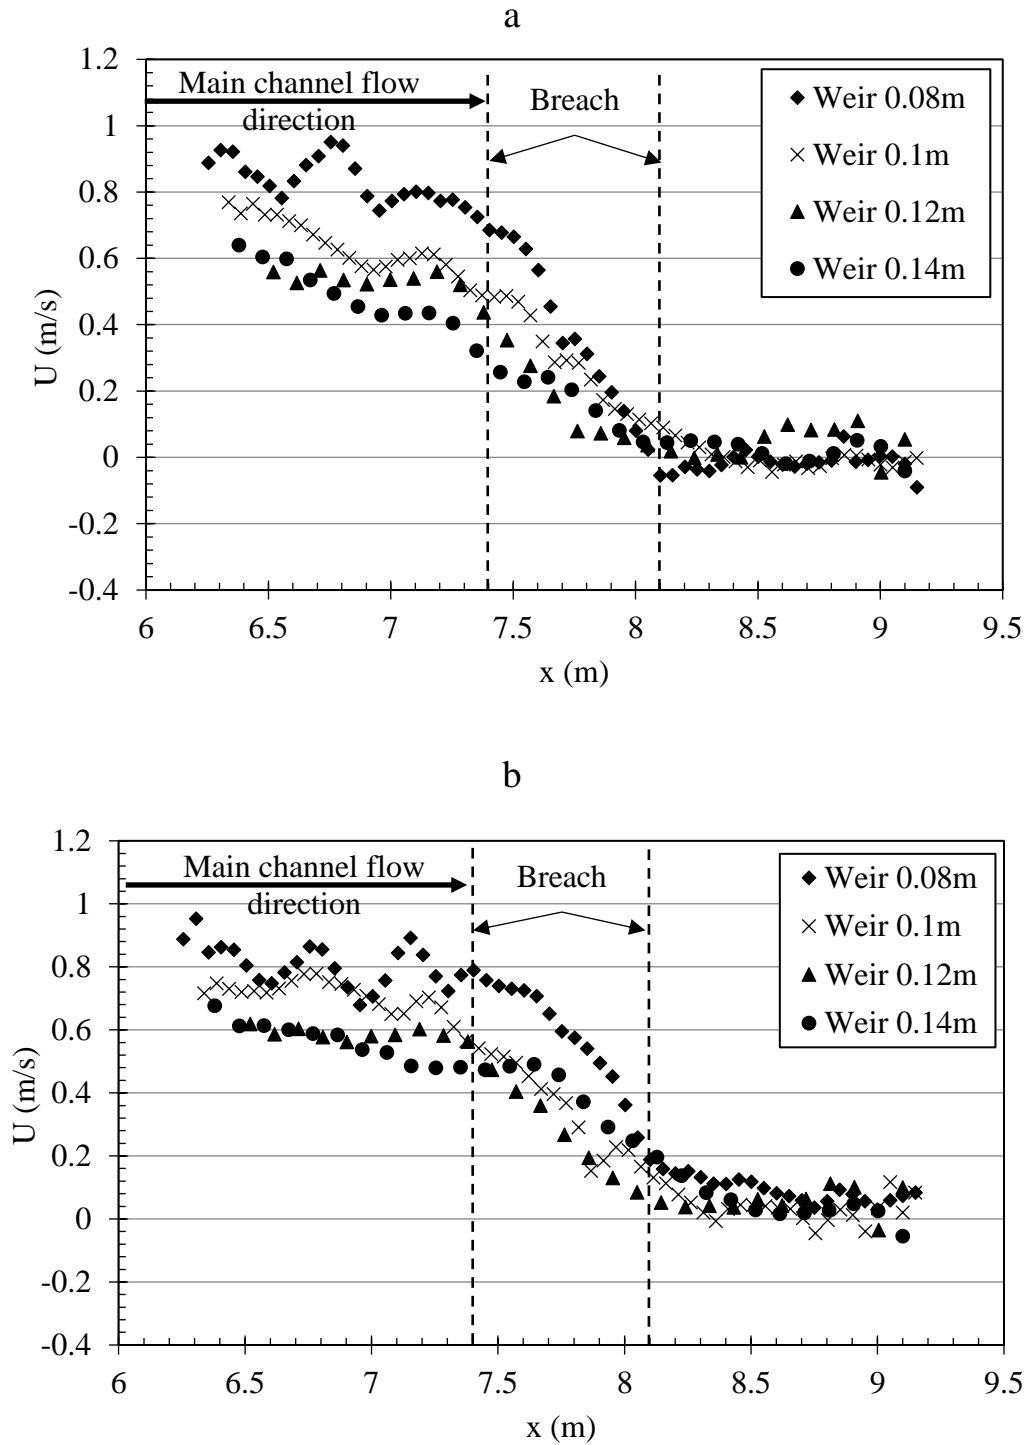 a
1.2
1
0.8
0.6
0.4
0.2
0
-0.2
-0.4
U (m/s)
Main channel flow
direction
Breach
Weir 0.08m
Weir 0.1m
Weir 0.12m
Weir 0.14m
6 6.5 7 7.5 8 8.5 9 9.5
x (m)
b
1.2
1
0.8
0.6
0.4
0.2
0
-0.2
-0.4
U (m/s)
Main channel flow
direction
Breach
Weir 0.08m
Weir 0.1m
Weir 0.12m
Weir 0.14m
6 6.5 7 7.5 8 8.5 9 9.5
x (m)